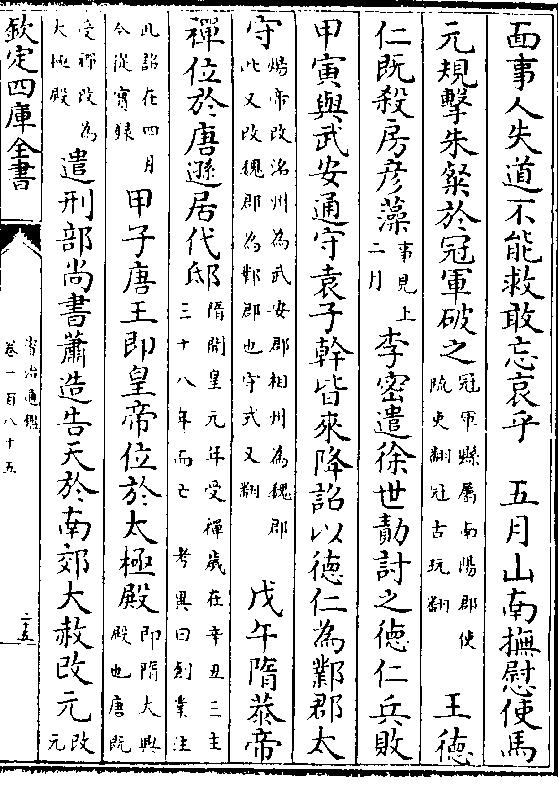 面事人失道不能救敢忘哀乎　五月山南撫慰使馬
元規擊朱粲於冠軍破之冠軍縣屬南陽郡使疏吏翻冠古玩翻　王德
仁既殺房彦藻事見上二月李密遣徐世勣討之德仁兵敗
甲寅與武安通守袁子幹皆來降詔以德仁為鄴郡太
守煬帝改洺州為武安郡相州為魏郡此又改魏郡為鄴郡也守式又翻　戊午隋恭帝
禪位於唐遜居代邸隋開皇元年受禪歲在辛丑三主三十八年而亡　考異曰創業注
此詔在四月今從實録　甲子唐王即皇帝位於太極殿即隋大興殿也唐既
受禪改為太極殿遣刑部尚書蕭造告天於南郊大赦改元改元
欽定四庫全書
資治通鑑
卷一百八十五
二十五